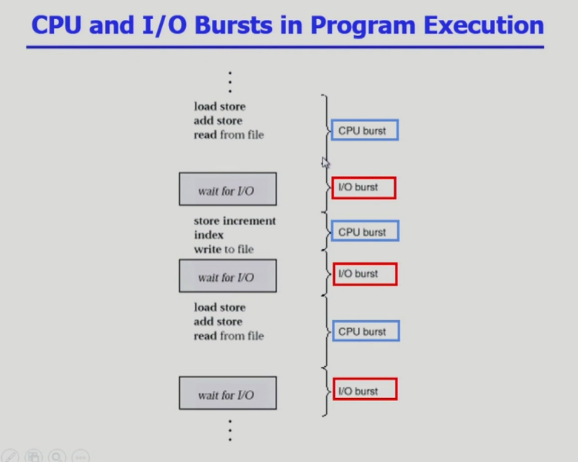 CPU and I/O Bursts in Program Execution
load store
add store
read from file
CPU burst
wait for I/O
I/O burst
store increment
index
write to file
CPU burst
wait for I/O
I/O burst
load store
add store
read from file
CPU burst
wait for I/O
I/O burst